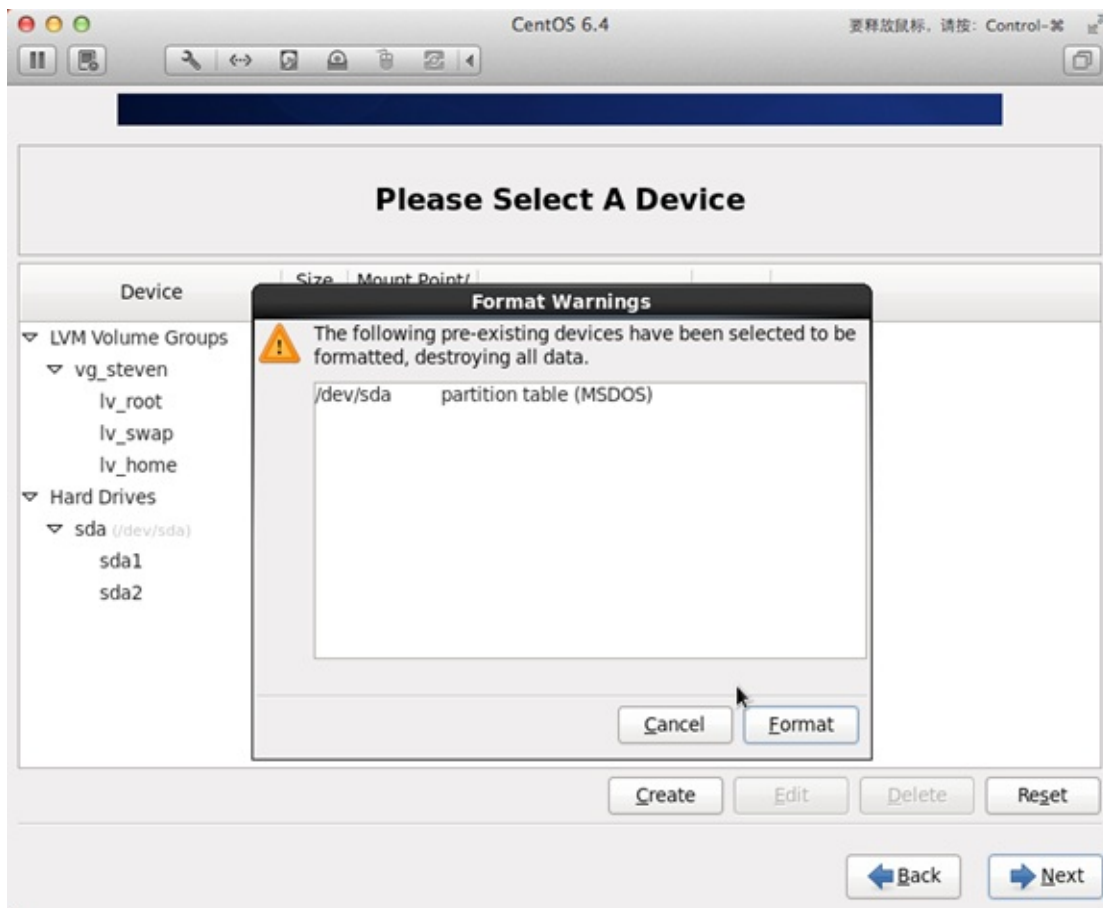 CentOS 6.4
要释放鼠标，请按：Control-⌘
Please Select A Device
Device
Size
Mount Point/
LVM Volume Groups
vg_steven
lv_root
lv_swap
lv_home
Hard Drives
sda (/dev/sda)
sda1
sda2
Format Warnings
The following pre-existing devices have been selected to be
formatted, destroying all data.
/dev/sda partition table (MSDOS)
Cancel
Format
Create
Edit
Delete
Reset
Back
Next